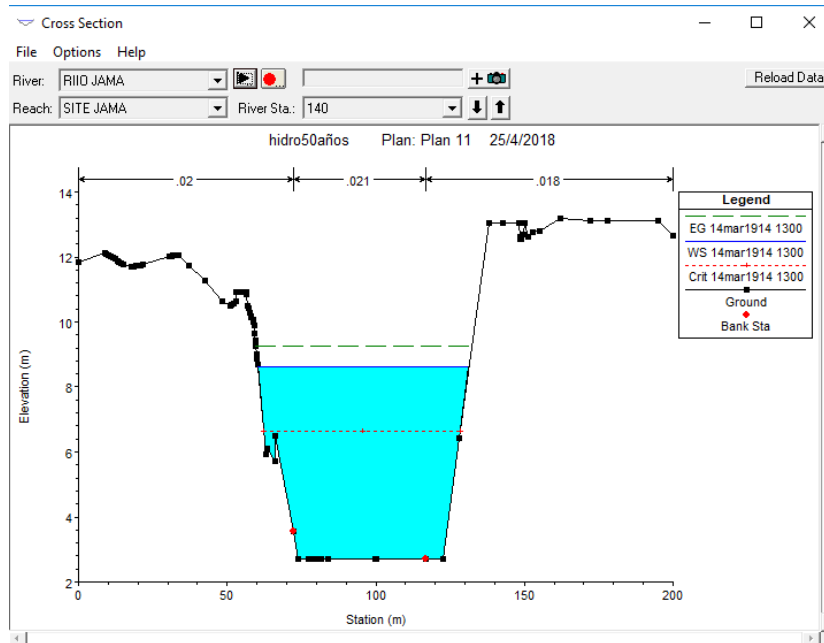 Cross Section
File Options Help
River: RIIO JAMA
Reload Data
Reach: SITE JAMA River Sta.: 140
hidro50años Plan: Plan 11 25/4/2018
.02 .021 .018
Legend
EG 14mar1914 1300
WS 14mar1914 1300
Crit 14mar1914 1300
Ground
Bank Sta
Elevation (m)
14
12
10
8
6
4
2
0 50 100 150 200
Station (m)